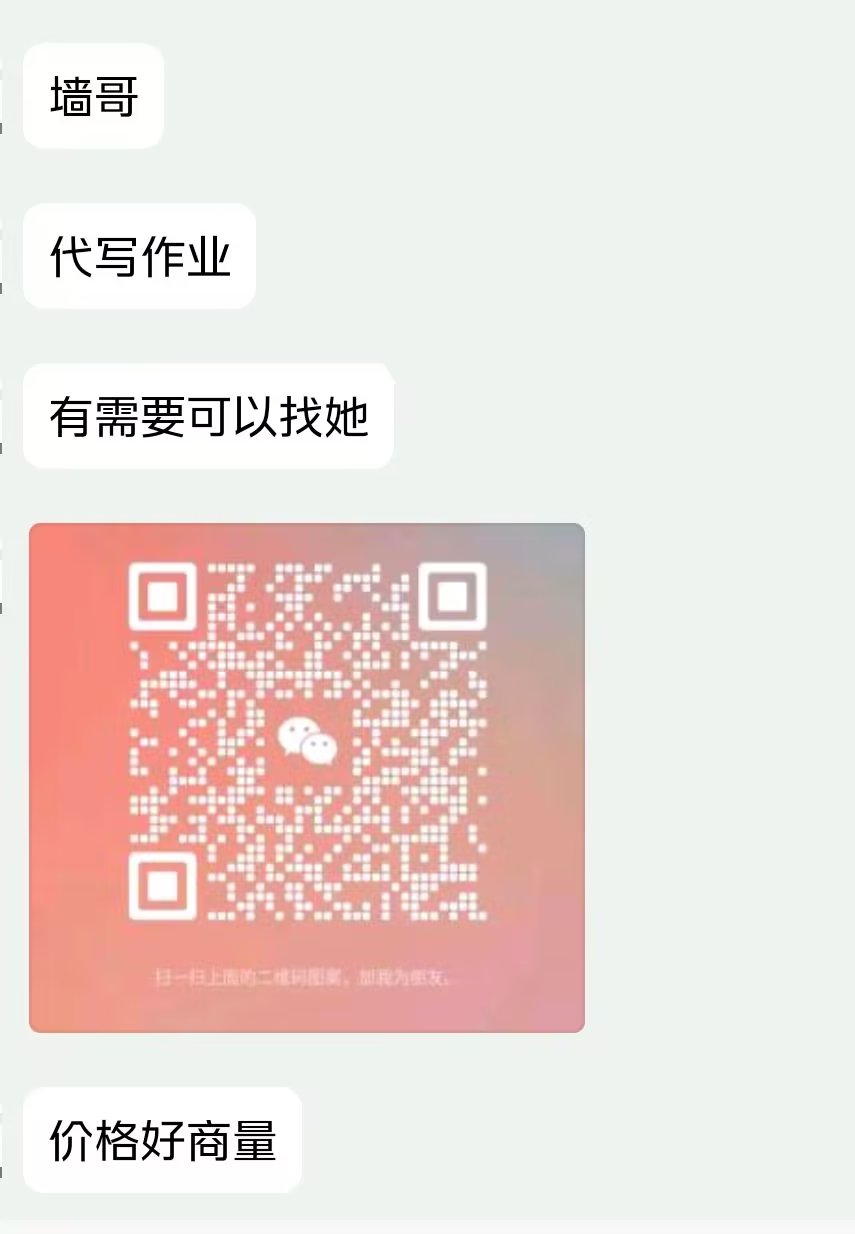 墙哥
代写作业
有需要可以找她
扫一扫上面的二维码图案，加我为朋友。
价格好商量